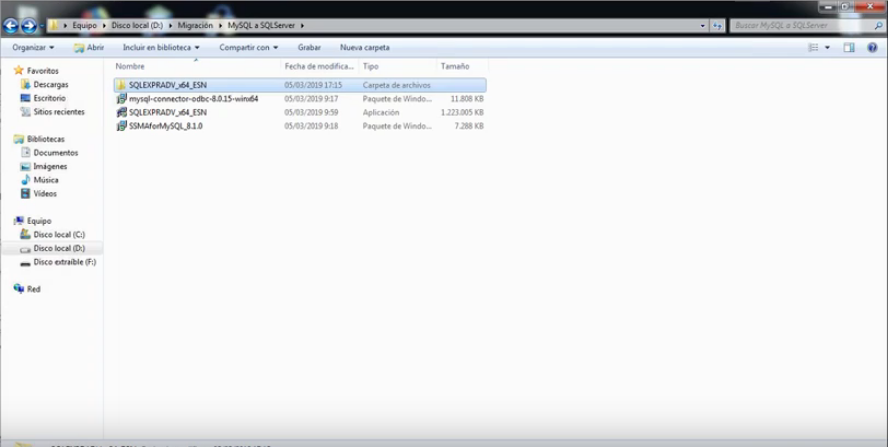 Equipo Disco local (D:) Migración MySQL a SQLServer Buscar MySQL a SQLServer
Organizar Abrir Incluir en biblioteca Compartir con Grabar Nueva carpeta
Nombre Fecha de modifica... Tipo Tamaño
SQLEXPRADV_x64_ESN 05/03/2019 17:15 Carpeta de archivos
mysql-connector-odbc-8.0.15-winx64 05/03/2019 9:17 Paquete de Windo... 11.808 KB
SQLEXPRADV_x64_ESN 05/03/2019 9:59 Aplicación 1.223.005 KB
SSMAforMySQL_8.1.0 05/03/2019 9:18 Paquete de Windo... 7.288 KB
Favoritos
Descargas
Escritorio
Sitios recientes
Bibliotecas
Documentos
Imágenes
Música
Vídeos
Equipo
Disco local (C:)
Disco local (D:)
Disco extraíble (F:)
Red